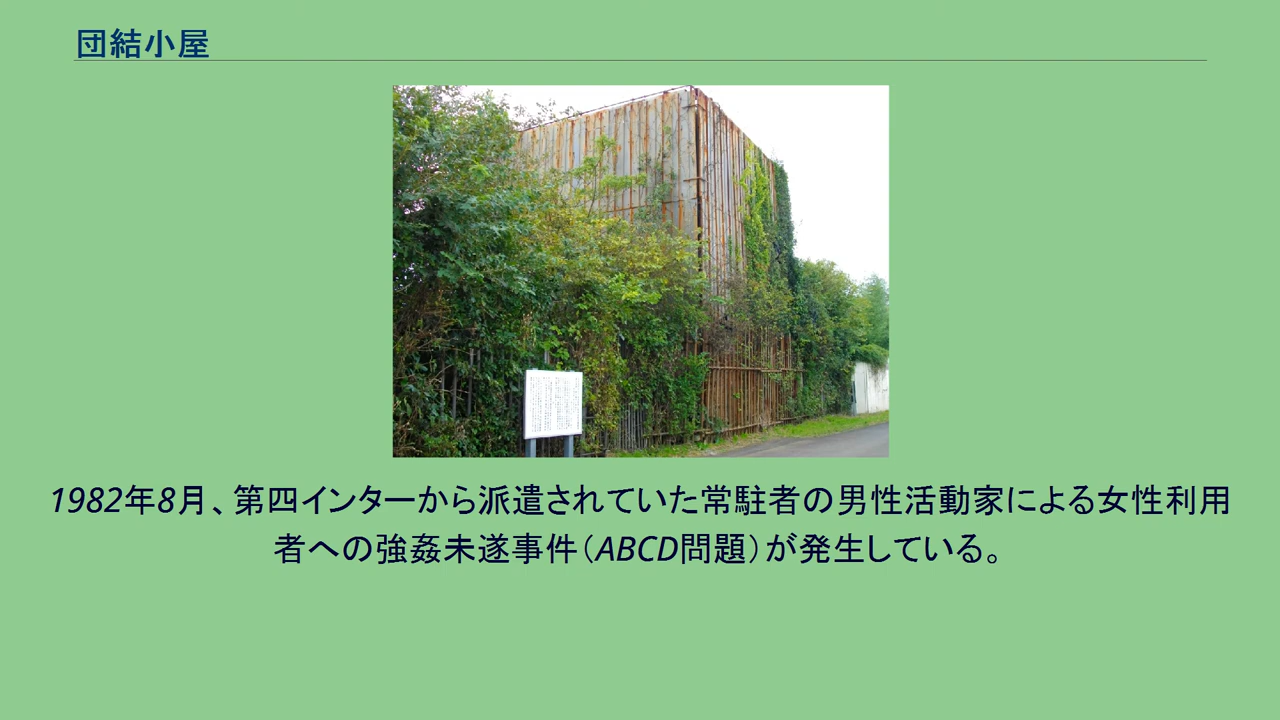 団結小屋
1982年8月、第四インターから派遣されていた常駐者の男性活動家による女性利用
者への強姦未遂事件（ABCD問題）が発生している。